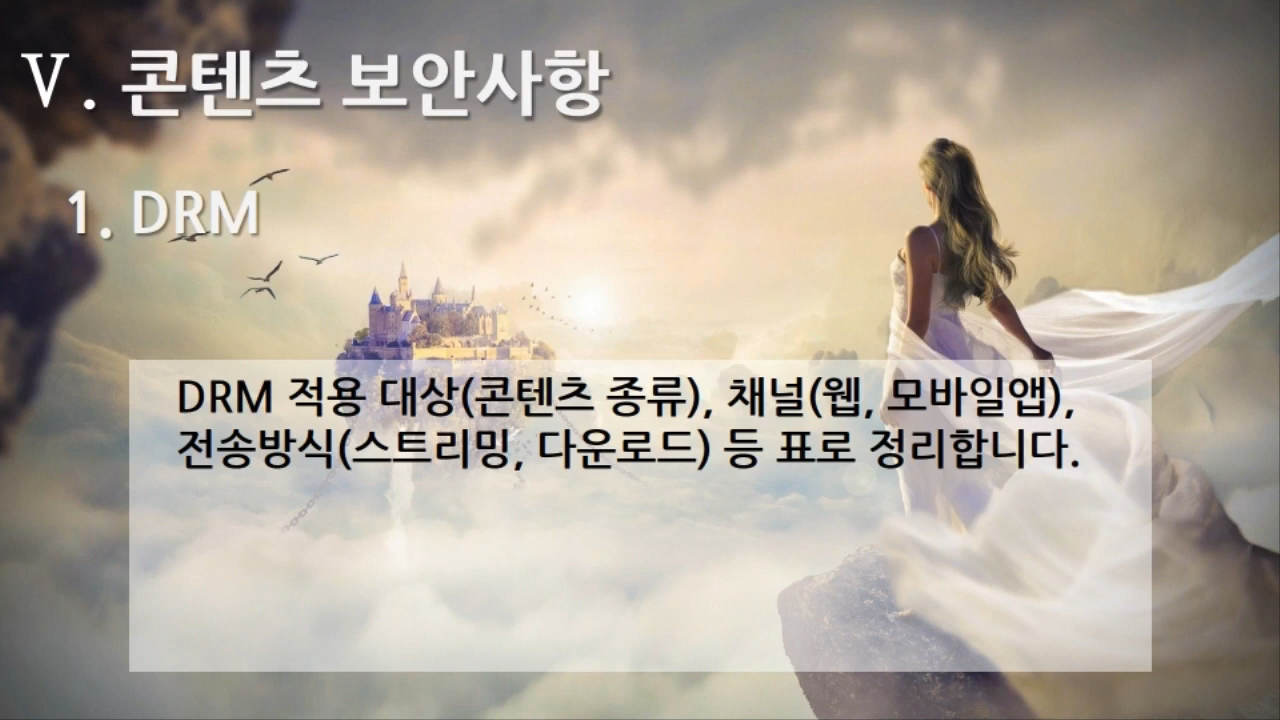 Ⅴ. 콘텐츠 보안사항
1. DRM
DRM 적용 대상(콘텐츠 종류), 채널(웹, 모바일앱),
전송방식(스트리밍, 다운로드) 등 표로 정리합니다.